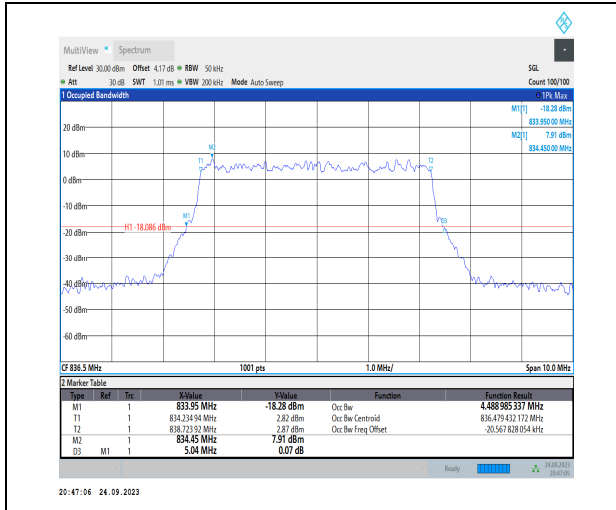 MultiView Spectrum
Ref Level 30.00 dBm Offset 4.17 dB RBW 50 kHz SGL
Att 30 dB SWT 1.01 ms VBW 200 kHz Mode Auto Sweep Count 100/100
1 Occupied Bandwidth 1Pk Max
M1[1] -18.28 dBm
833.950 00 MHz
M2[1] 7.91 dBm
834.450 00 MHz
20 dBm
10 dBm
M2
T1
T2
0 dBm
-10 dBm
M1
D3
H1 -18.086 dBm
-20 dBm
-30 dBm
-40 dBm
-50 dBm
-60 dBm
CF 836.5 MHz 1001 pts 1.0 MHz/ Span 10.0 MHz
2 Marker Table
Type Ref Trc X-Value Y-Value Function Function Result
M1 1 833.95 MHz -18.28 dBm Occ Bw 4.488 985 337 MHz
T1 1 834.234 94 MHz 2.82 dBm Occ Bw Centroid 836.479 432 172 MHz
T2 1 838.723 92 MHz 2.87 dBm Occ Bw Freq Offset -20.567 828 054 kHz
M2 1 834.45 MHz 7.91 dBm
D3 M1 1 5.04 MHz 0.07 dB
Ready 24.09.2023
20:47:05
20:47:06 24.09.2023